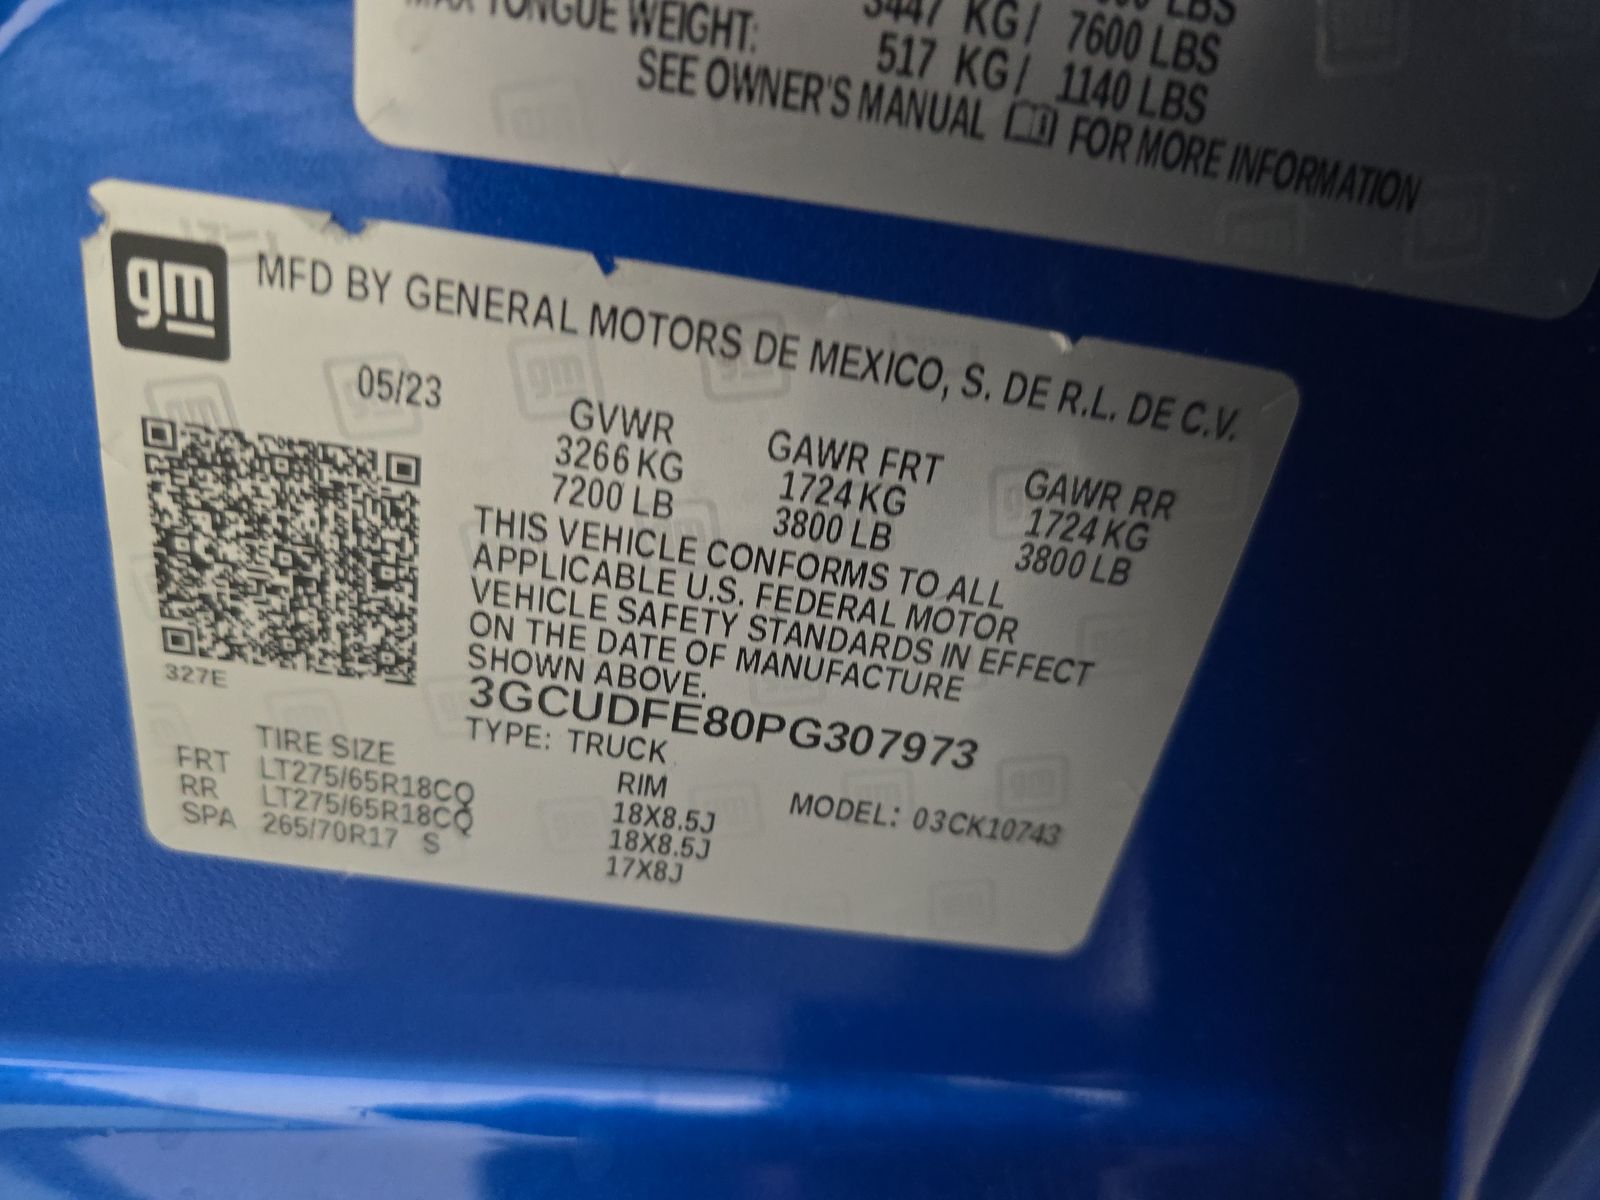 LBS
MAX TONGUE WEIGHT: 3447 KG/ 7600 LBS
517 KG/ 1140 LBS
SEE OWNER'S MANUAL FOR MORE INFORMATION
gm
MFD BY GENERAL MOTORS DE MEXICO, S. DE R.L. DE C.V.
05/23
GVWR GAWR FRT GAWR RR
3266 KG 1724 KG 1724 KG
7200 LB 3800 LB 3800 LB
THIS VEHICLE CONFORMS TO ALL
APPLICABLE U.S. FEDERAL MOTOR
VEHICLE SAFETY STANDARDS IN EFFECT
ON THE DATE OF MANUFACTURE
SHOWN ABOVE.
327E
3GCUDFE80PG307973
TYPE: TRUCK
MODEL: 03CK10743
TIRE SIZE RIM
FRT LT275/65R18CQ 18X8.5J
RR LT275/65R18CQ 18X8.5J
SPA 265/70R17 S 17X8J